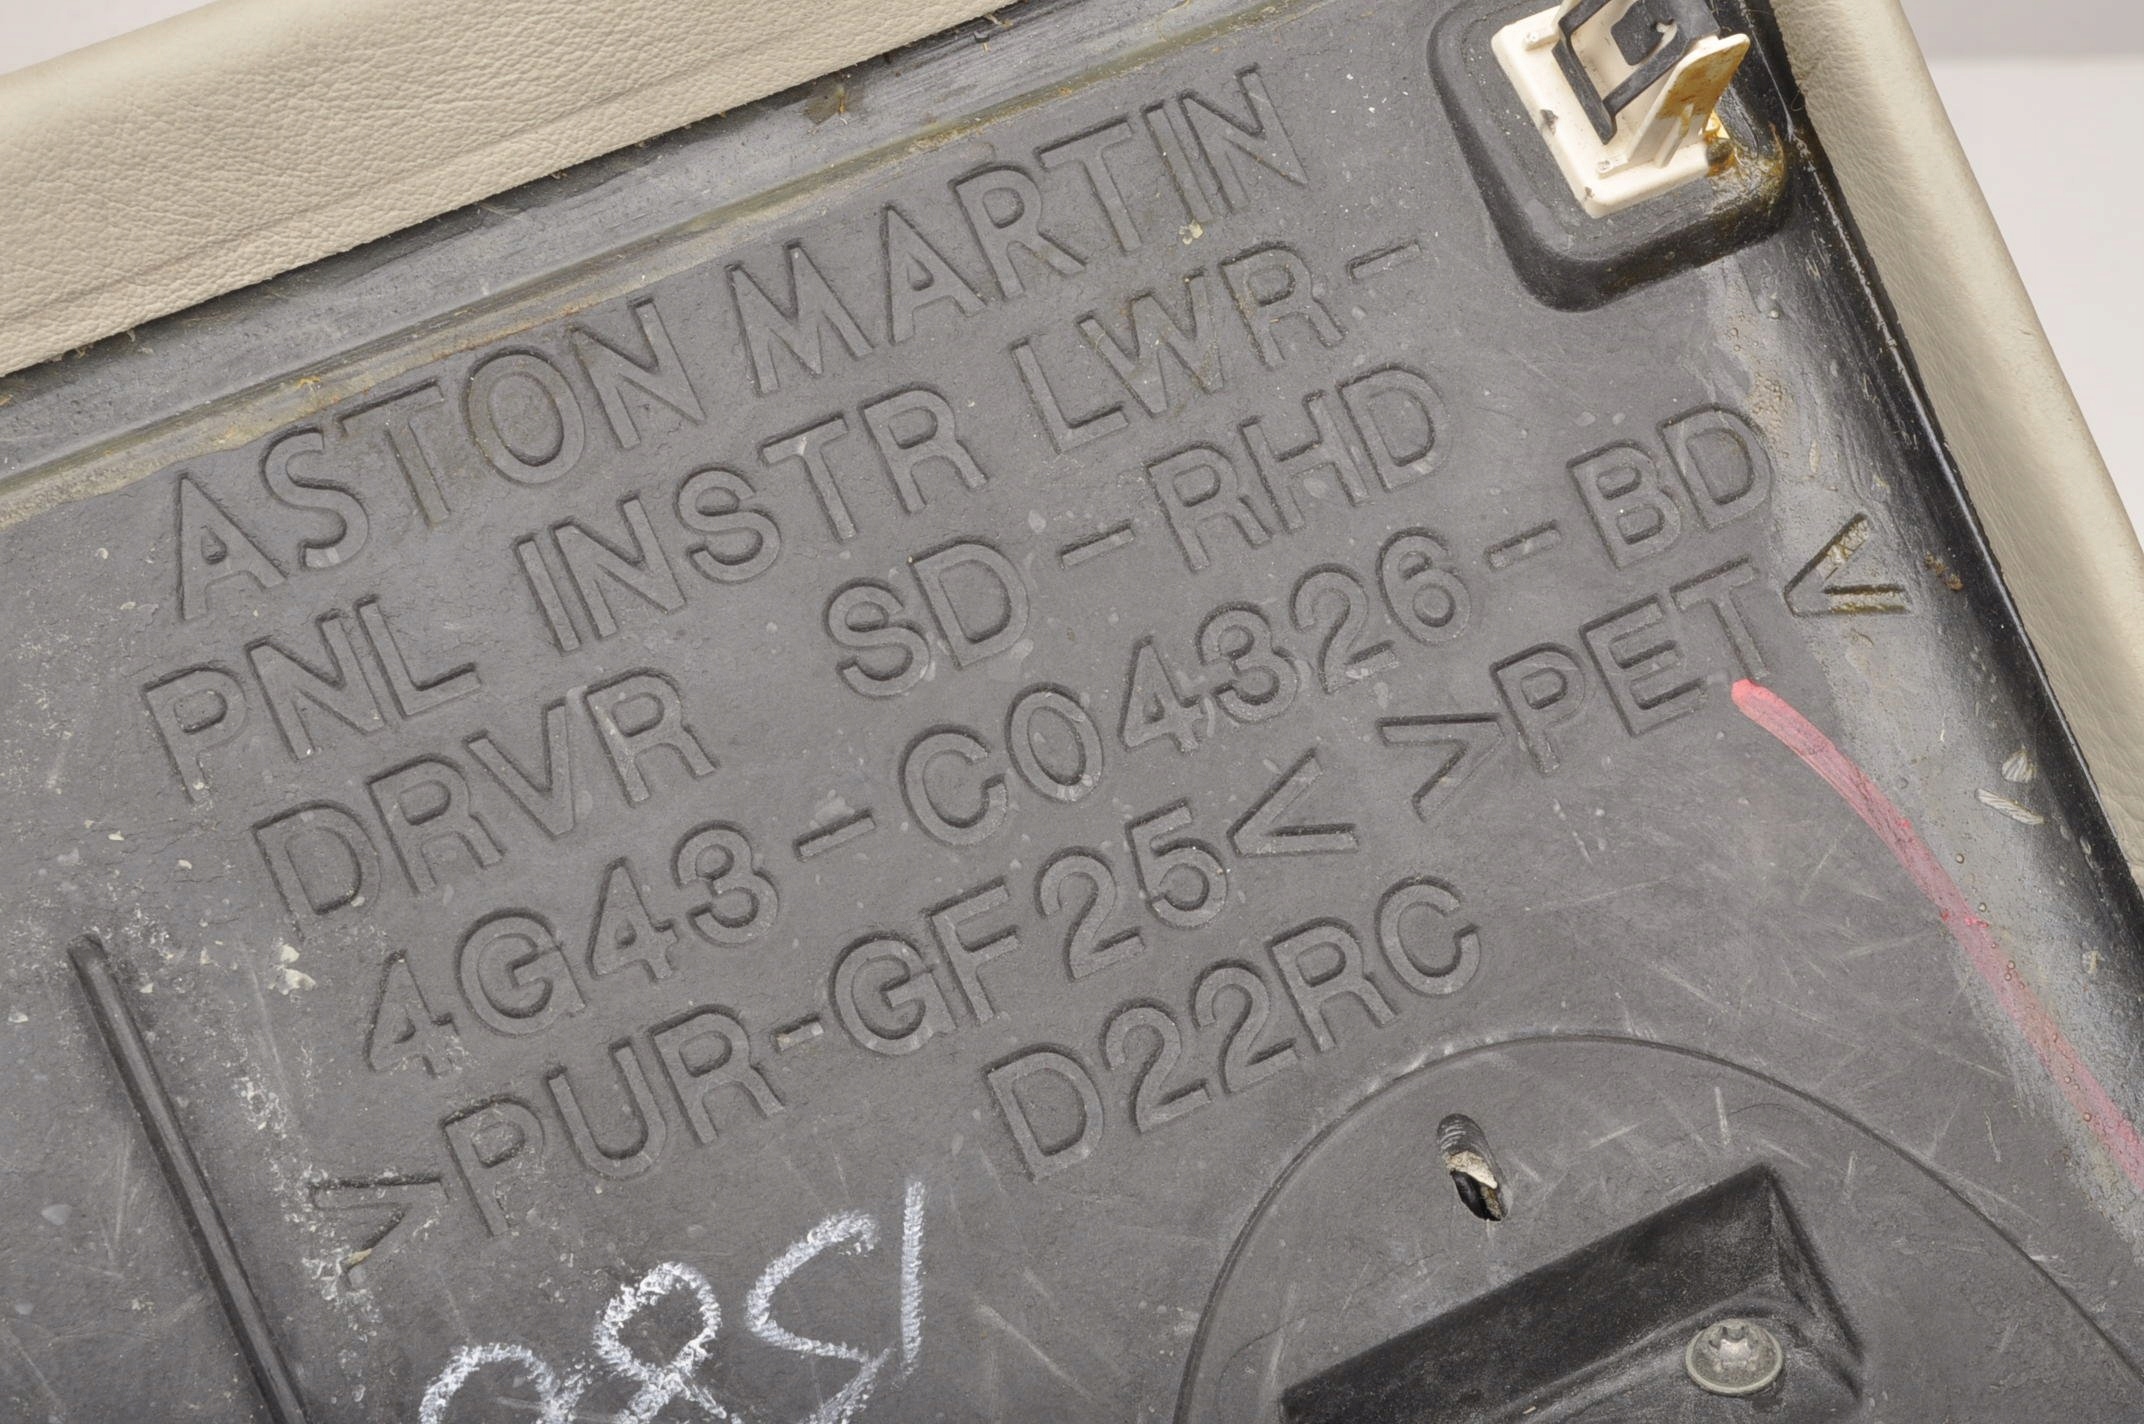 ASTON MARTIN
PNL INSTR LWR-
DRVR SD-RHD
4G43-C04326-BD
>PUR-GF25< >PET<
D22RC